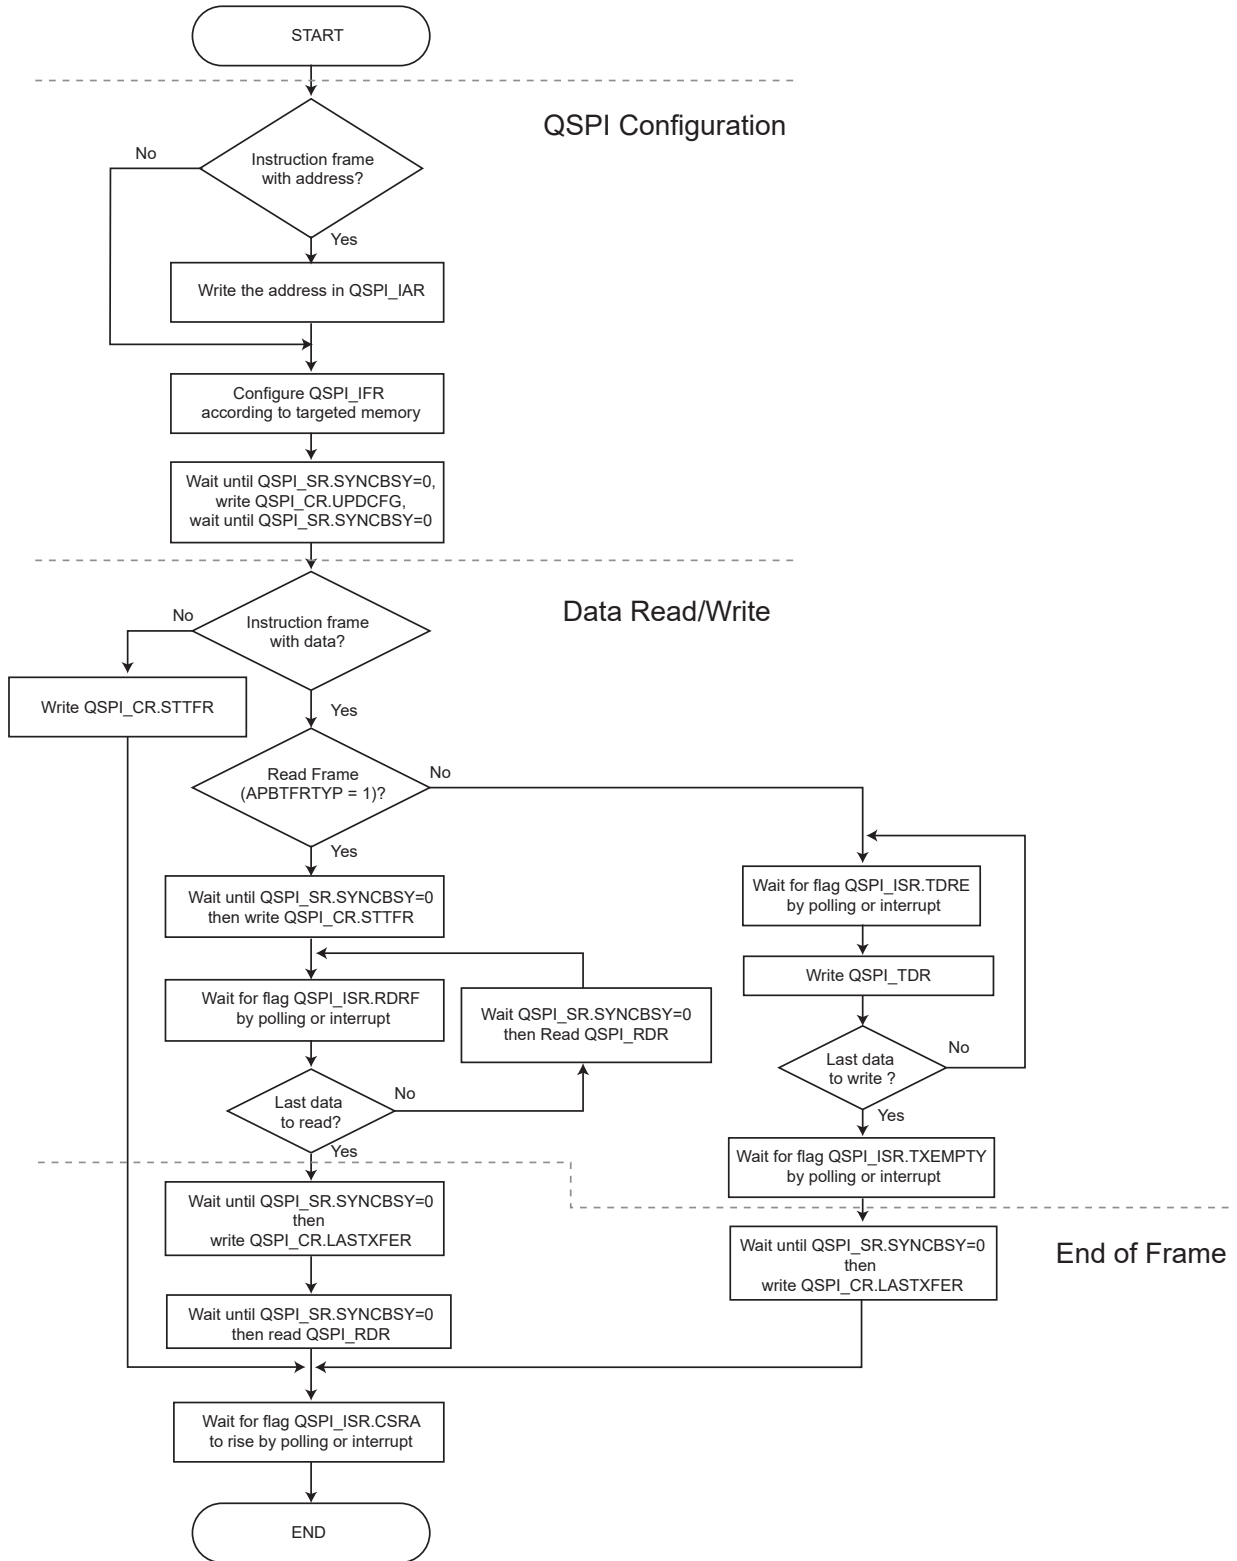 START
QSPI Configuration
No
Instruction frame
with address?
Yes
Write the address in QSPI_IAR
Configure QSPI_IFR
according to targeted memory
Wait until QSPI_SR.SYNCBSY=0,
write QSPI_CR.UPDCFG,
wait until QSPI_SR.SYNCBSY=0
Data Read/Write
No
Instruction frame
with data?
Write QSPI_CR.STTFR
Yes
Read Frame
(APBTFRTYP = 1)?
No
Yes
Wait until QSPI_SR.SYNCBSY=0
then write QSPI_CR.STTFR
Wait for flag QSPI_ISR.RDRF
by polling or interrupt
Wait QSPI_SR.SYNCBSY=0
then Read QSPI_RDR
Last data
to read?
No
Yes
Wait for flag QSPI_ISR.TDRE
by polling or interrupt
Write QSPI_TDR
Last data
to write ?
No
Yes
Wait for flag QSPI_ISR.TXEMPTY
by polling or interrupt
Wait until QSPI_SR.SYNCBSY=0
then
write QSPI_CR.LASTXFER
Wait until QSPI_SR.SYNCBSY=0
then
write QSPI_CR.LASTXFER
End of Frame
Wait until QSPI_SR.SYNCBSY=0
then read QSPI_RDR
Wait for flag QSPI_ISR.CSRA
to rise by polling or interrupt
END